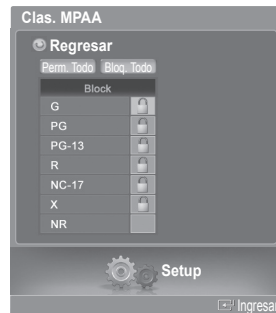 Clas. MPAA
Regresar
Perm. Todo Bloq. Todo
Block
G
PG
PG-13
R
NC-17
X
NR
Setup
Ingresar